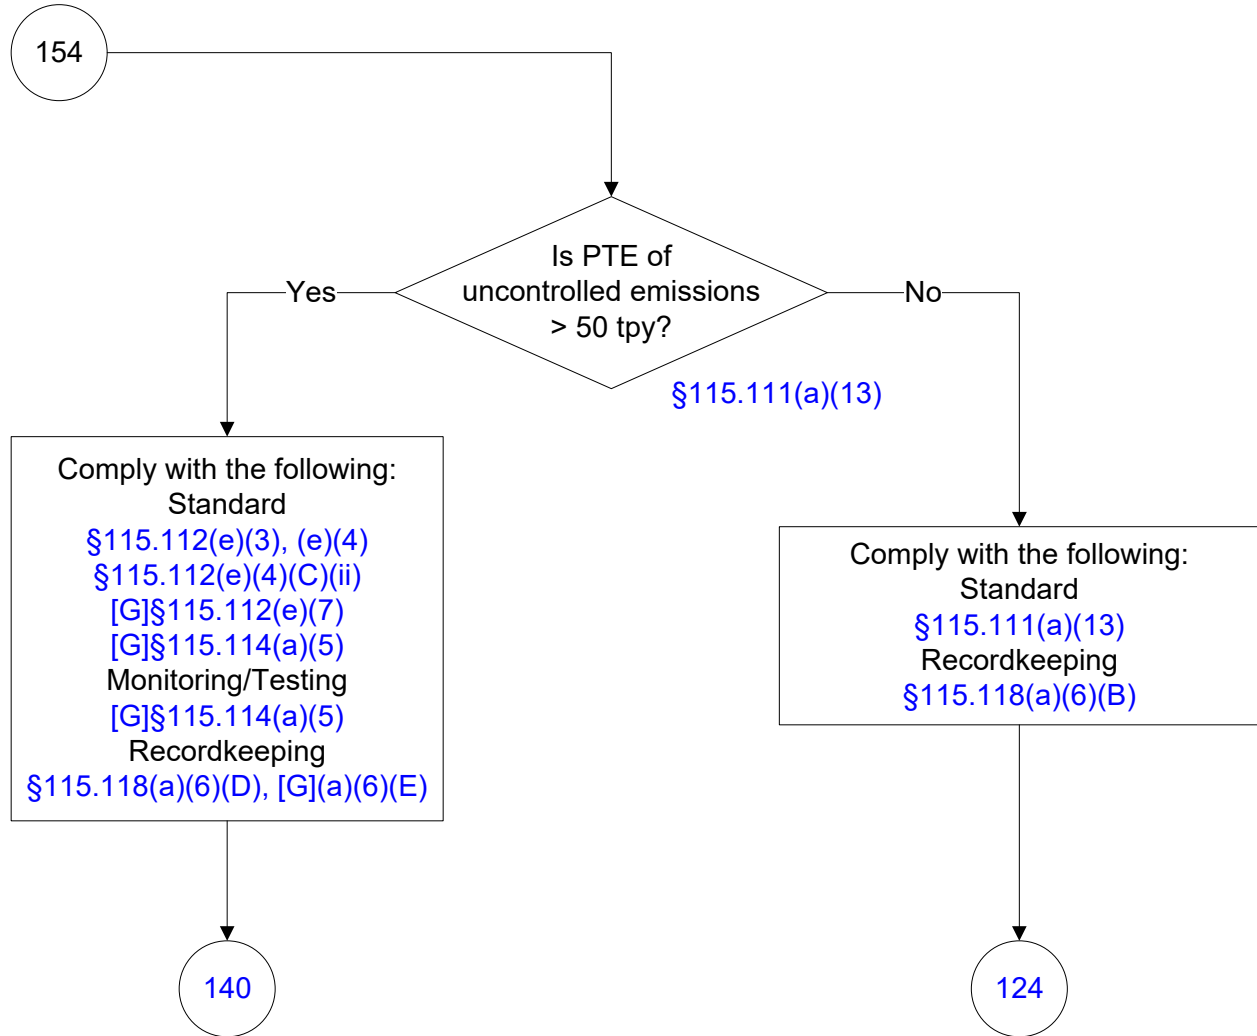 154
Is PTE of
uncontrolled emissions
> 50 tpy?
Yes
No
§115.111(a)(13)
Comply with the following:
Standard
§115.112(e)(3), (e)(4)
§115.112(e)(4)(C)(ii)
[G]§115.112(e)(7)
[G]§115.114(a)(5)
Monitoring/Testing
[G]§115.114(a)(5)
Recordkeeping
§115.118(a)(6)(D), [G](a)(6)(E)
Comply with the following:
Standard
§115.111(a)(13)
Recordkeeping
§115.118(a)(6)(B)
140
124